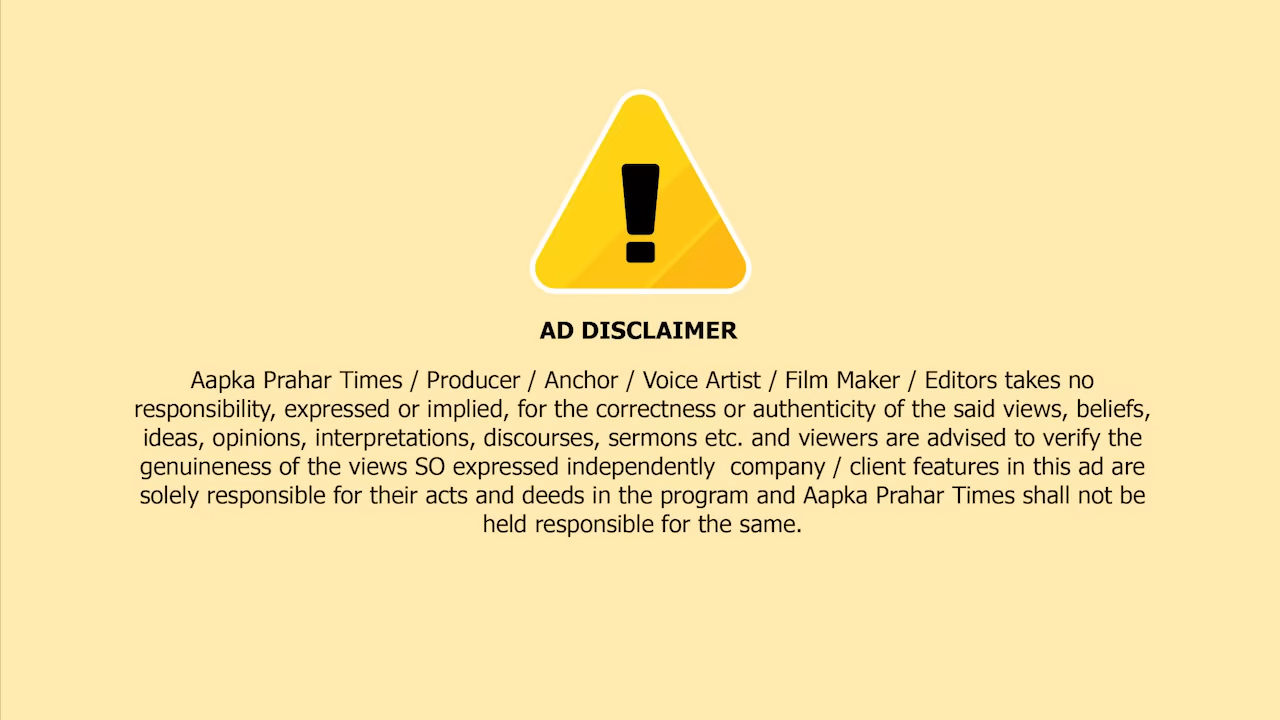 AD DISCLAIMER
Aapka Prahar Times / Producer / Anchor / Voice Artist / Film Maker / Editors takes no
responsibility, expressed or implied, for the correctness or authenticity of the said views, beliefs,
ideas, opinions, interpretations, discourses, sermons etc. and viewers are advised to verify the
genuineness of the views SO expressed independently  company / client features in this ad are
solely responsible for their acts and deeds in the program and Aapka Prahar Times shall not be
held responsible for the same.